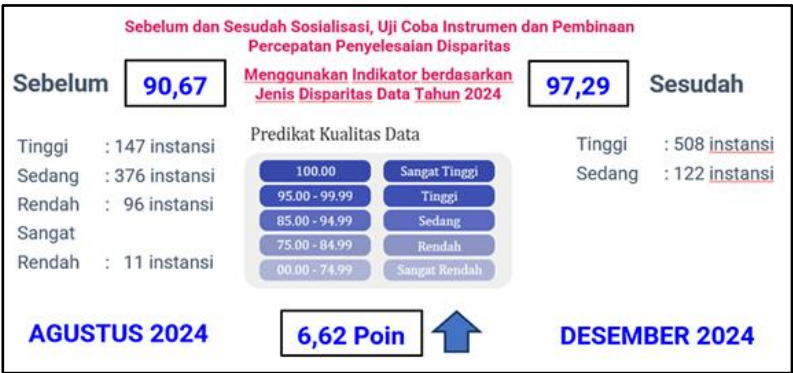 Sebelum dan Sesudah Sosialisasi, Uji Coba Instrumen dan Pembinaan
Percepatan Penyelesaian Disparitas
Menggunakan Indikator berdasarkan
Jenis Disparitas Data Tahun 2024
Sebelum
90,67
97,29
Sesudah
Tinggi : 147 instansi
Sedang : 376 instansi
Rendah : 96 instansi
Sangat
Rendah : 11 instansi
Predikat Kualitas Data
100.00 Sangat Tinggi
95.00 - 99.99 Tinggi
85.00 - 94.99 Sedang
75.00 - 84.99 Rendah
00.00 - 74.99 Sangat Rendah
Tinggi : 508 instansi
Sedang : 122 instansi
AGUSTUS 2024
6,62 Poin
DESEMBER 2024